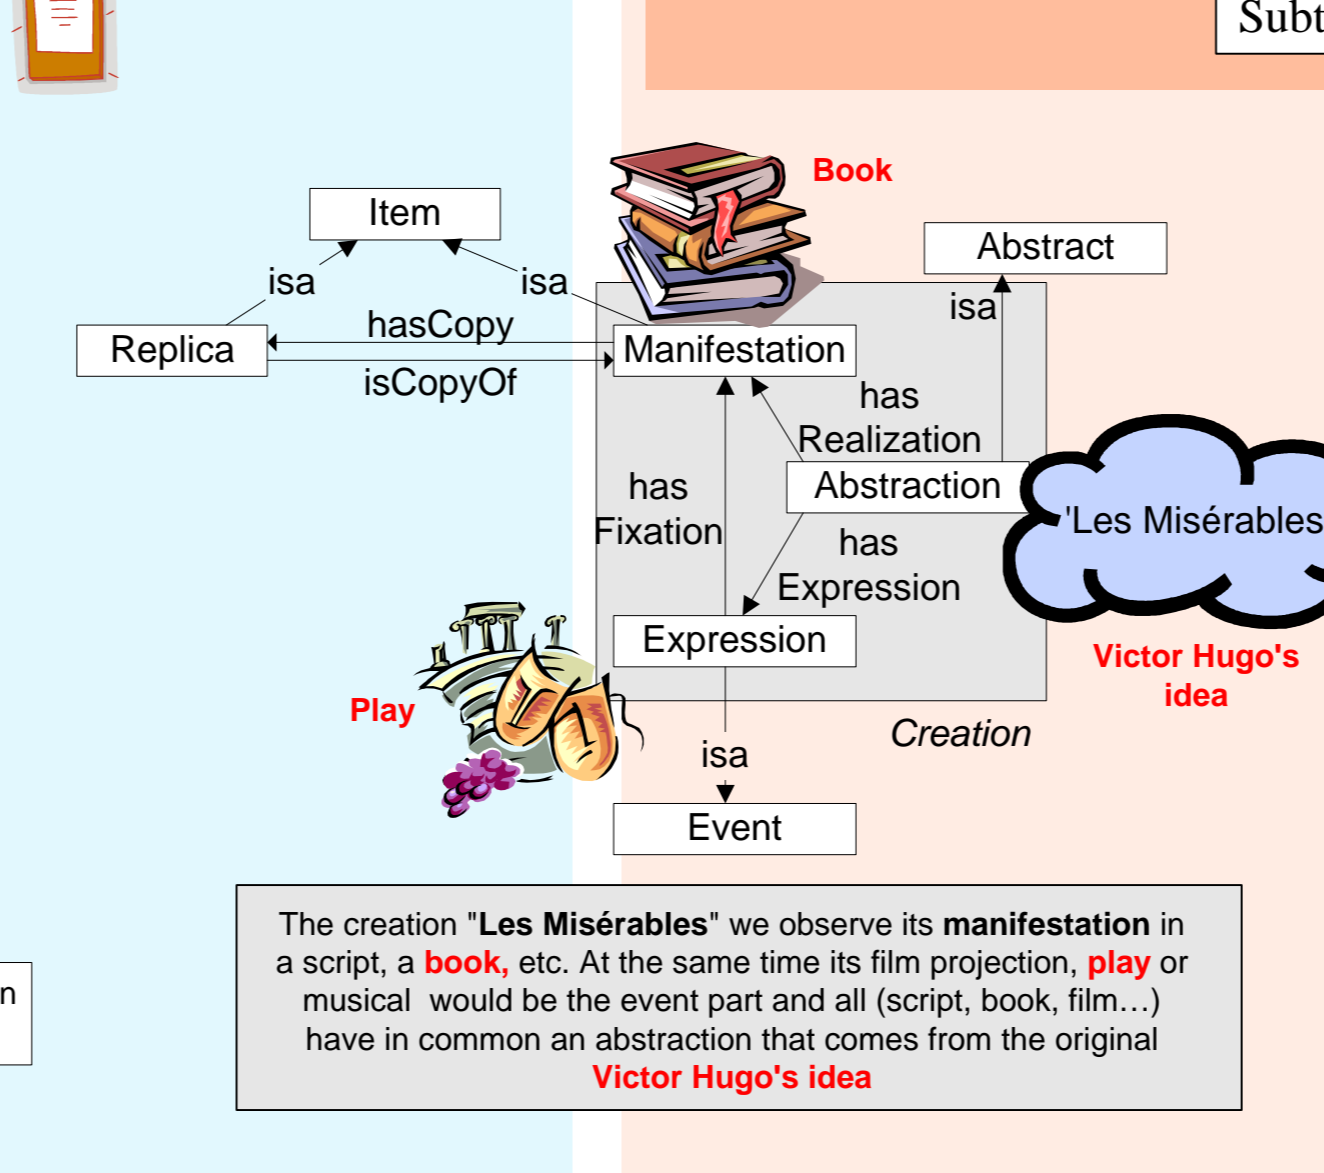 Subt
Book
Item
Abstract
isa
isa
isa
hasCopy
Replica
Manifestation
isCopyOf
has
Realization
Abstraction
has
Fixation
'Les Misérables
has
Expression
Expression
Victor Hugo's
idea
Play
Creation
isa
Event
The creation "Les Misérables" we observe its manifestation in
a script, a book, etc. At the same time its film projection, play or
musical would be the event part and all (script, book, film…)
have in common an abstraction that comes from the original
Victor Hugo's idea
n